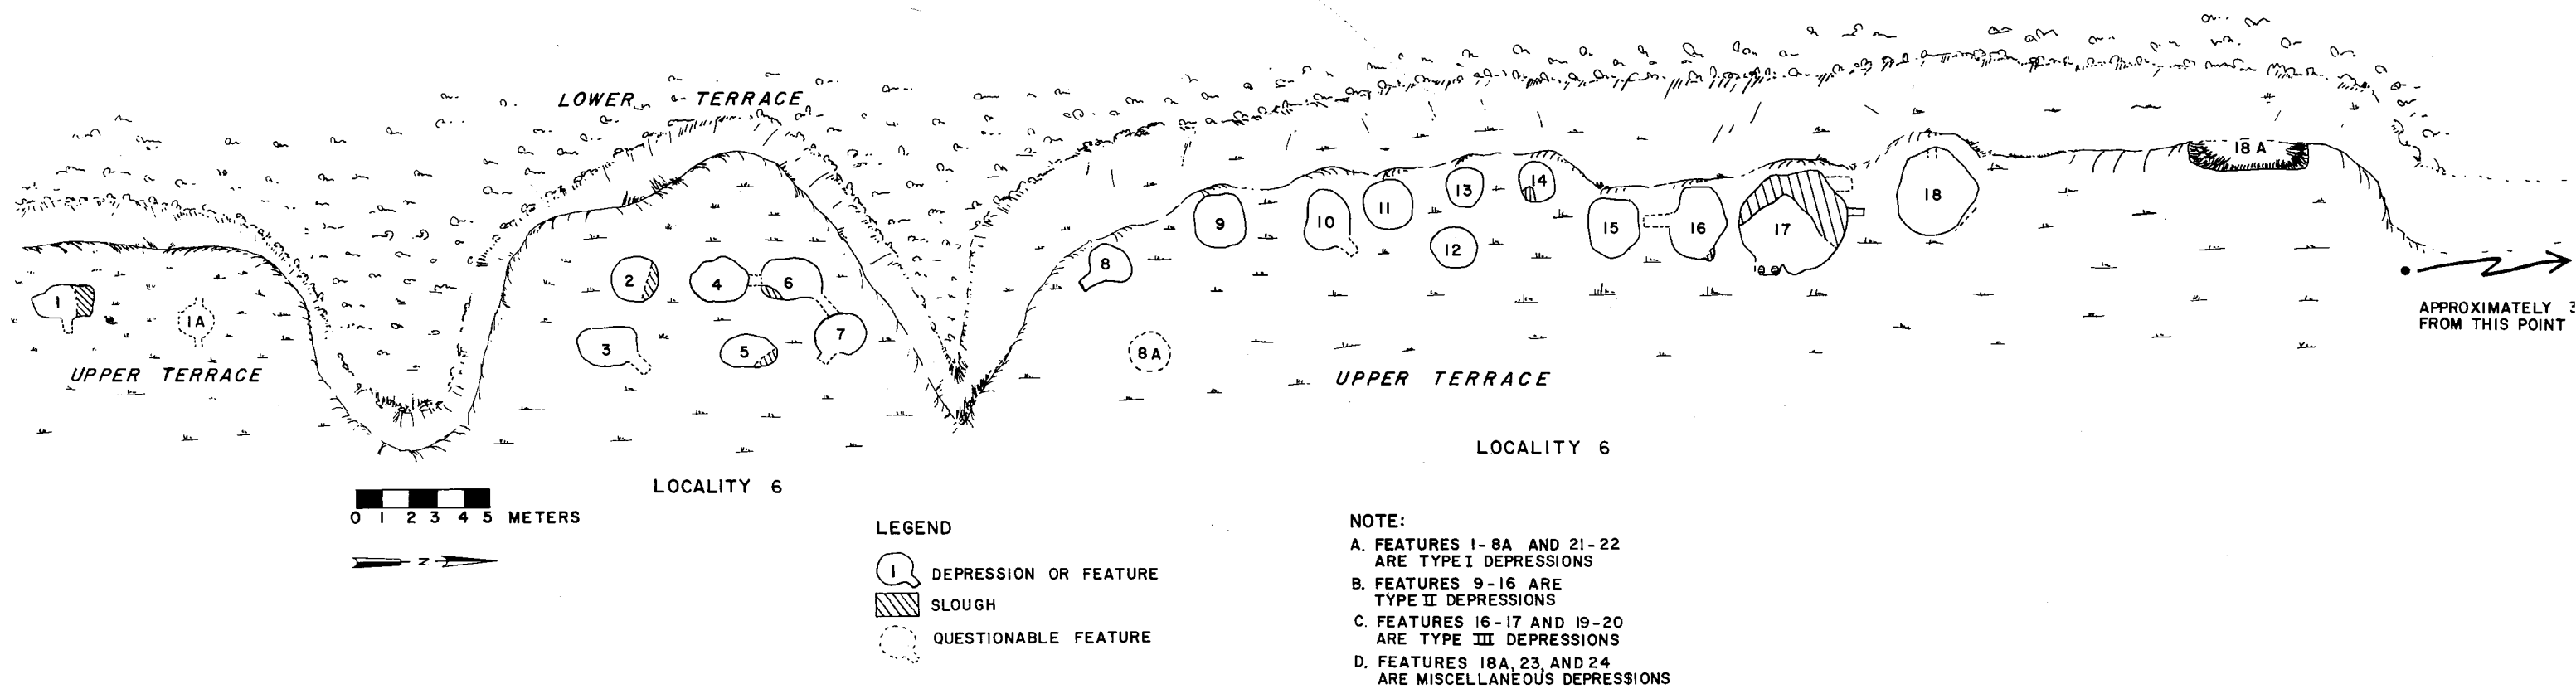 LOWER TERRACE
1
1A
2
3
4
5
6
7
8
8A
9
10
11
12
13
14
15
16
17
18
18A
UPPER TERRACE
UPPER TERRACE
APPROXIMATELY 3
FROM THIS POINT
LOCALITY 6
LOCALITY 6
0 1 2 3 4 5 METERS
N
LEGEND
1 DEPRESSION OR FEATURE
SLOUGH
QUESTIONABLE FEATURE
NOTE:
A. FEATURES 1-8A AND 21-22
ARE TYPE I DEPRESSIONS
B. FEATURES 9-16 ARE
TYPE II DEPRESSIONS
C. FEATURES 16-17 AND 19-20
ARE TYPE III DEPRESSIONS
D. FEATURES 18A, 23, AND 24
ARE MISCELLANEOUS DEPRESSIONS